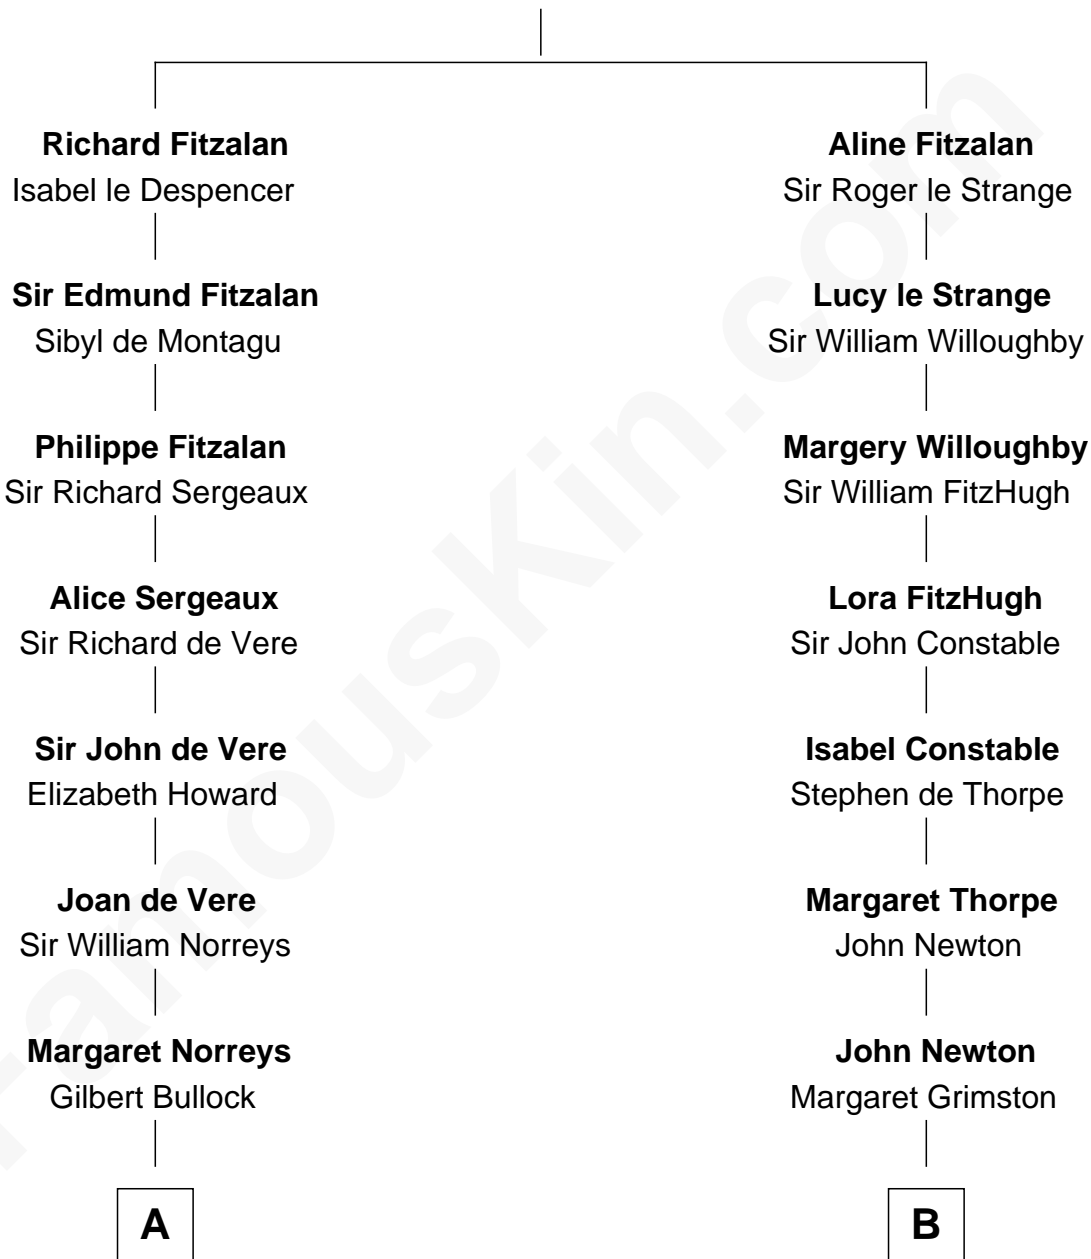 Richard Fitzalan
Isabel le Despencer
Sir Edmund Fitzalan
Sibyl de Montagu
Philippe Fitzalan
Sir Richard Sergeaux
Alice Sergeaux
Sir Richard de Vere
Sir John de Vere
Elizabeth Howard
Joan de Vere
Sir William Norreys
Margaret Norreys
Gilbert Bullock
A
Aline Fitzalan
Sir Roger le Strange
Lucy le Strange
Sir William Willoughby
Margery Willoughby
Sir William FitzHugh
Lora FitzHugh
Sir John Constable
Isabel Constable
Stephen de Thorpe
Margaret Thorpe
John Newton
John Newton
Margaret Grimston
B
FamousKin.com